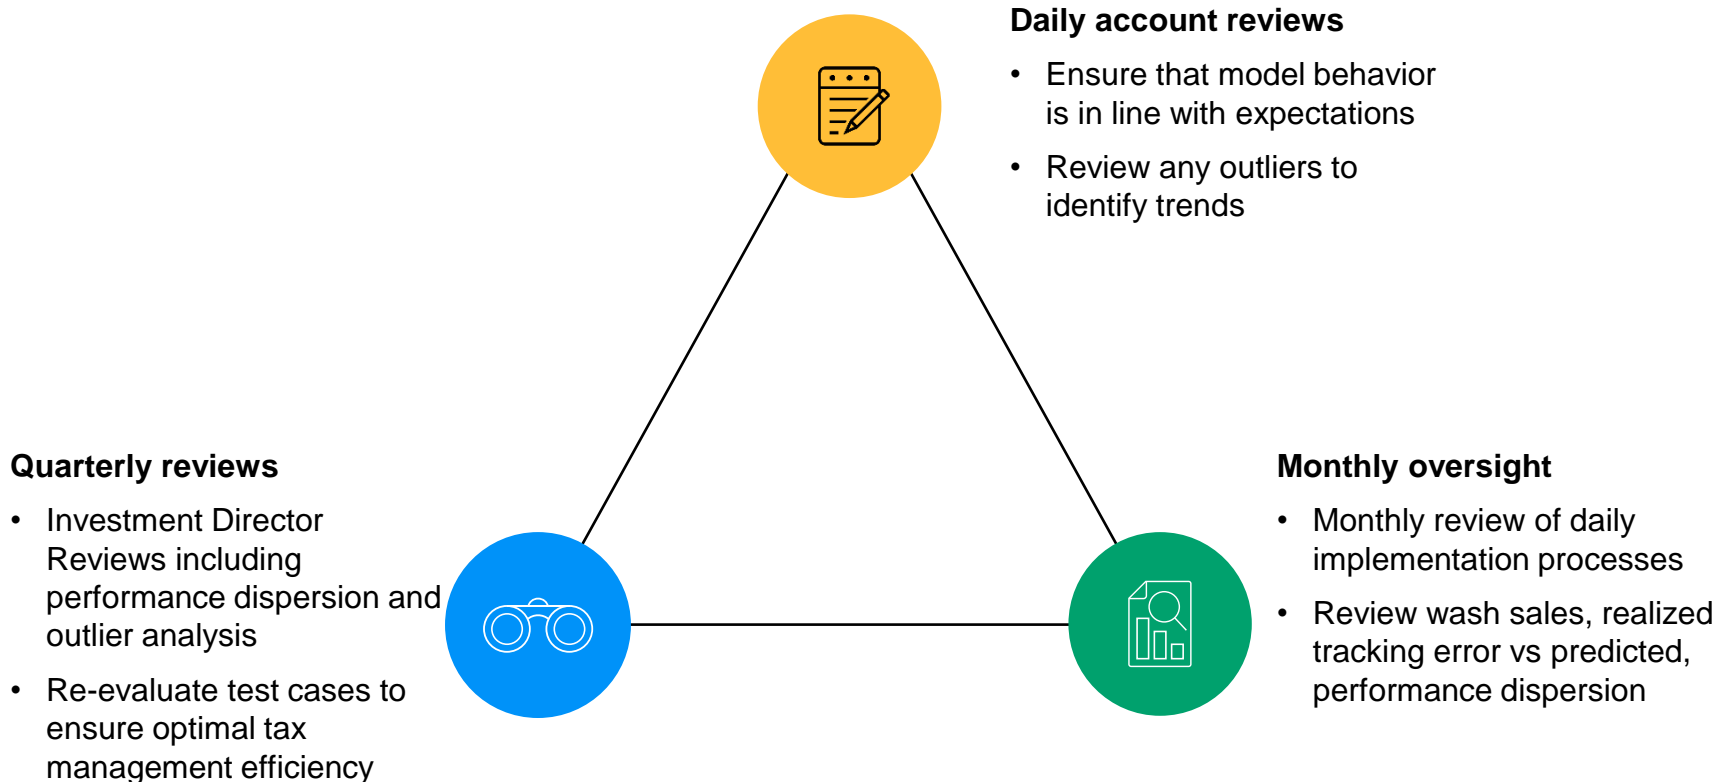 Daily account reviews
• Ensure that model behavior
is in line with expectations
• Review any outliers to
identify trends
Quarterly reviews
• Investment Director
Reviews including
performance dispersion and
outlier analysis
• Re-evaluate test cases to
ensure optimal tax
management efficiency
Monthly oversight
• Monthly review of daily
implementation processes
• Review wash sales, realized
tracking error vs predicted,
performance dispersion